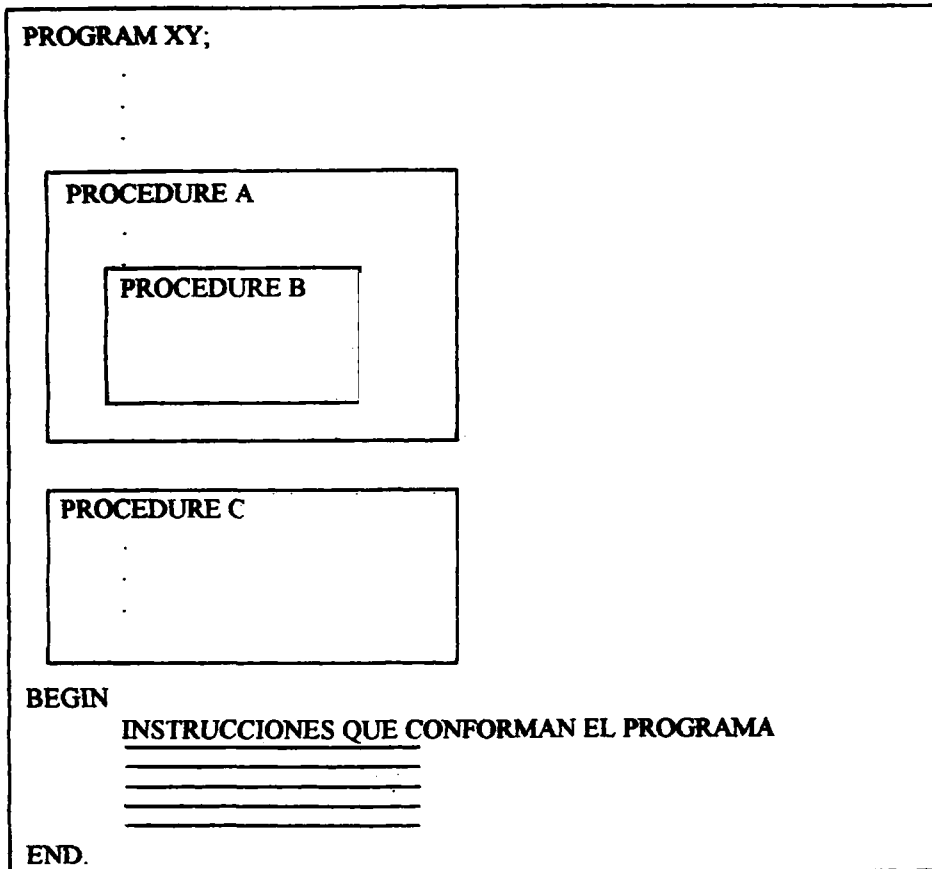 PROGRAM XY;
.
.
.
PROCEDURE A
.
.
PROCEDURE B
PROCEDURE C
.
.
.
BEGIN
INSTRUCCIONES QUE CONFORMAN EL PROGRAMA
END.